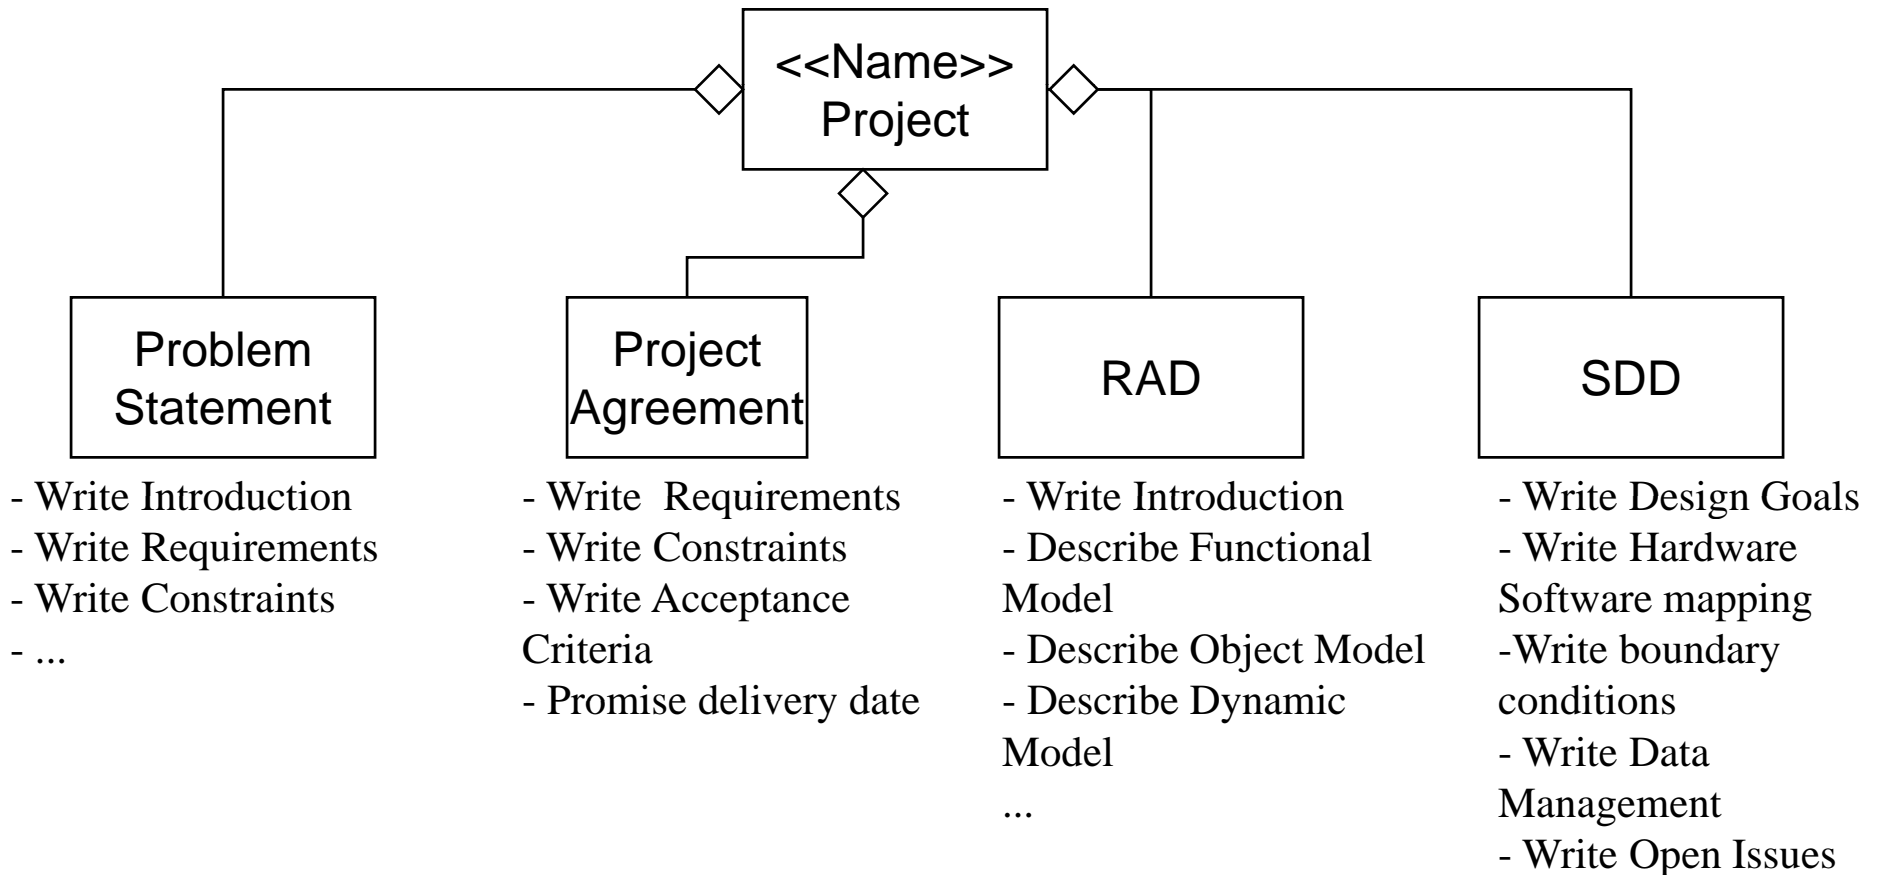 <<Name>>
Project
Problem
Statement
- Write Introduction
- Write Requirements
- Write Constraints
- ...
Project
Agreement
- Write  Requirements
- Write Constraints
- Write Acceptance
Criteria
- Promise delivery date
RAD
- Write Introduction
- Describe Functional
Model
- Describe Object Model
- Describe Dynamic
Model
...
SDD
- Write Design Goals
- Write Hardware
Software mapping
-Write boundary
conditions
- Write Data
Management
- Write Open Issues